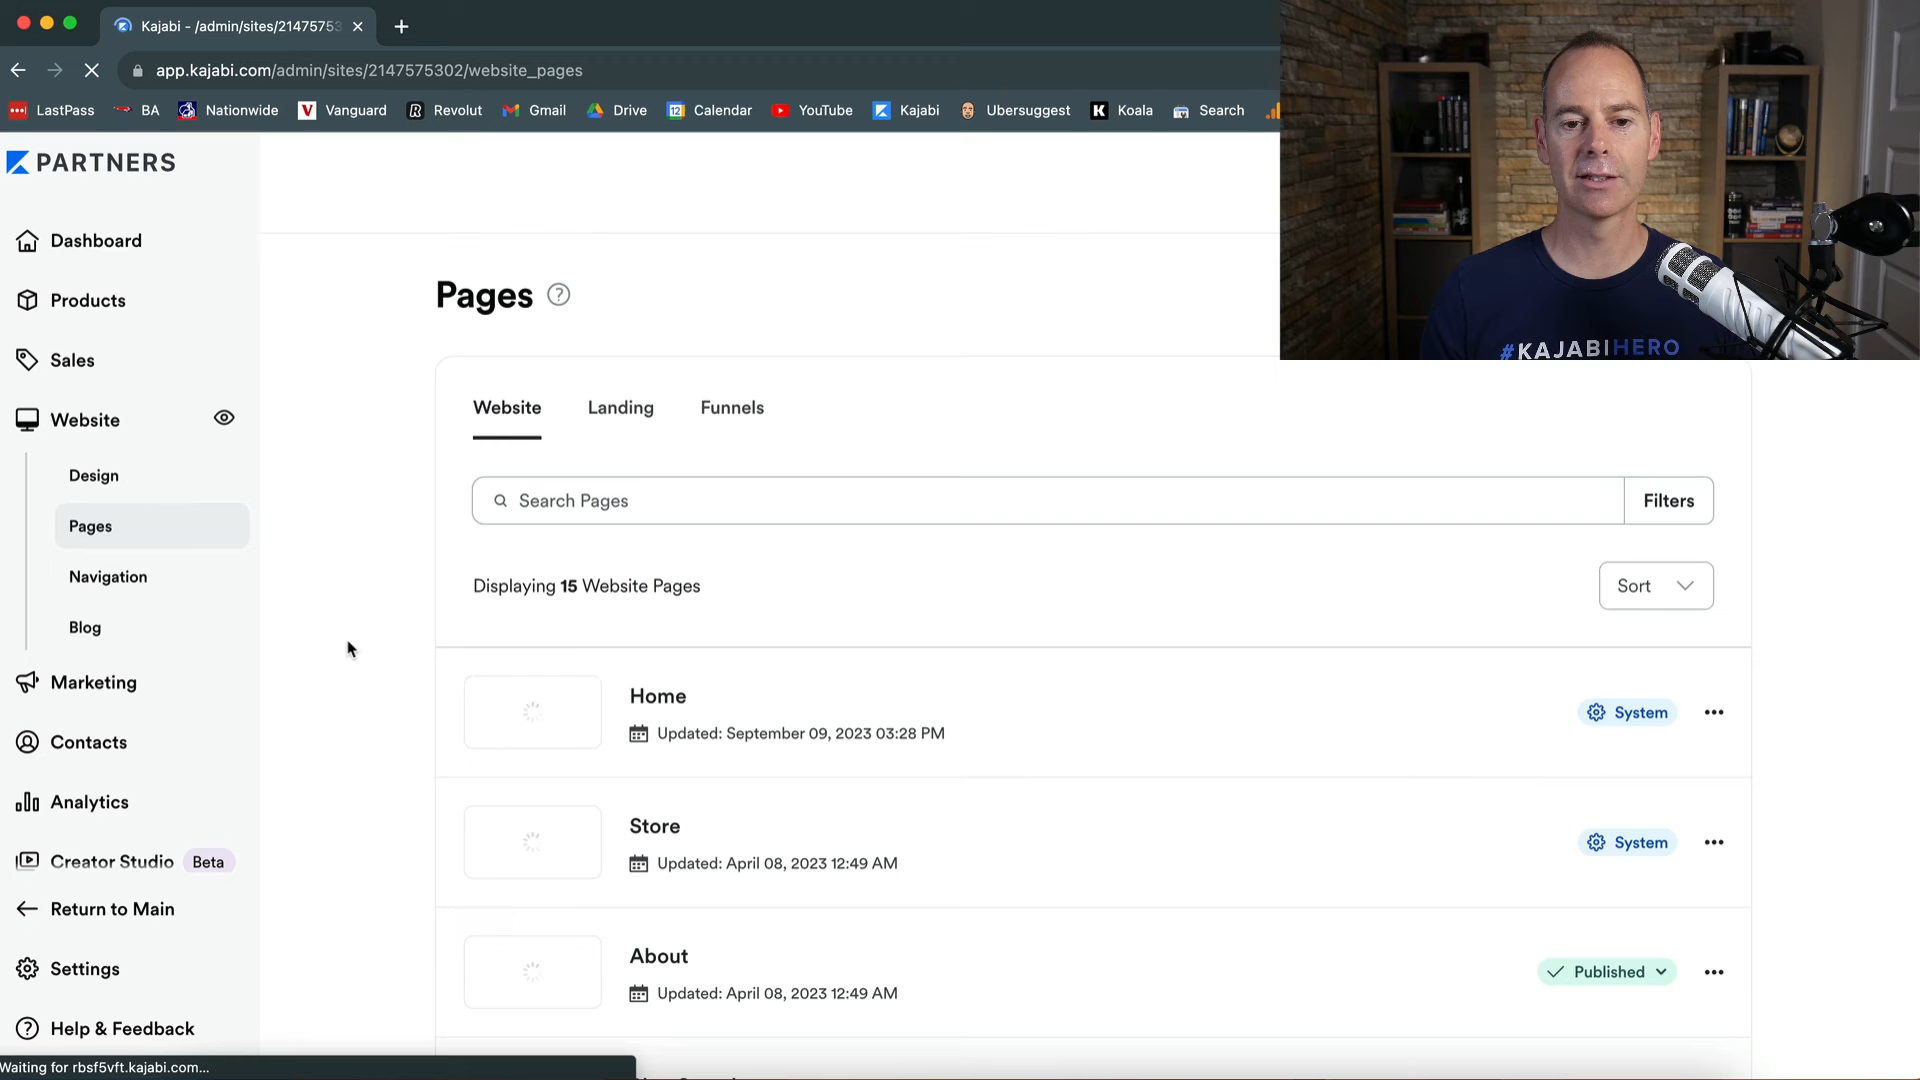 Kajabi - /admin/sites/21475753
app.kajabi.com/admin/sites/2147575302/website_pages
LastPass BA Nationwide Vanguard Revolut Gmail Drive Calendar YouTube Kajabi Ubersuggest Koala Search
PARTNERS
Dashboard
Products
Sales
Website
Design
Pages
Navigation
Blog
Marketing
Contacts
Analytics
Creator Studio Beta
Return to Main
Settings
Help & Feedback
Waiting for rbsf5vft.kajabi.com...
Pages
Website Landing Funnels
Search Pages Filters
Displaying 15 Website Pages Sort
Home
Updated: September 09, 2023 03:28 PM
System
Store
Updated: April 08, 2023 12:49 AM
System
About
Updated: April 08, 2023 12:49 AM
Published
#KAJABIHERO